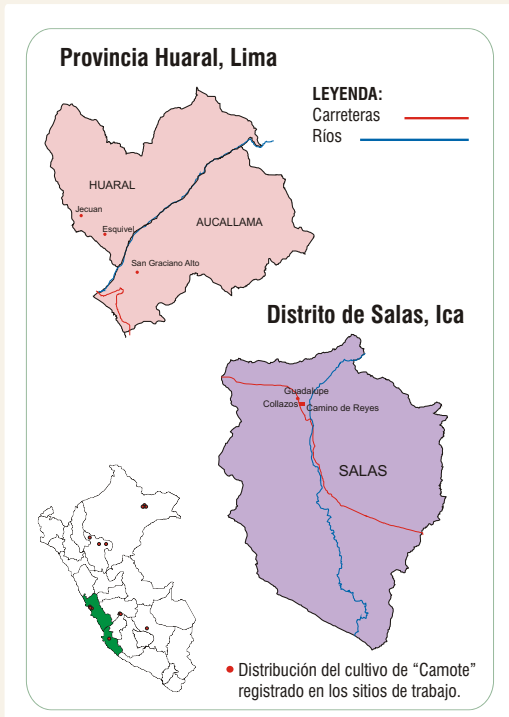 Provincia Huaral, Lima
LEYENDA:
Carreteras
Ríos
HUARAL
Jecuan
AUCALLAMA
Esquivel
San Graciano Alto
Distrito de Salas, Ica
Guadalupe
Collazos
Camino de Reyes
SALAS
Distribución del cultivo de “Camote”
registrado en los sitios de trabajo.